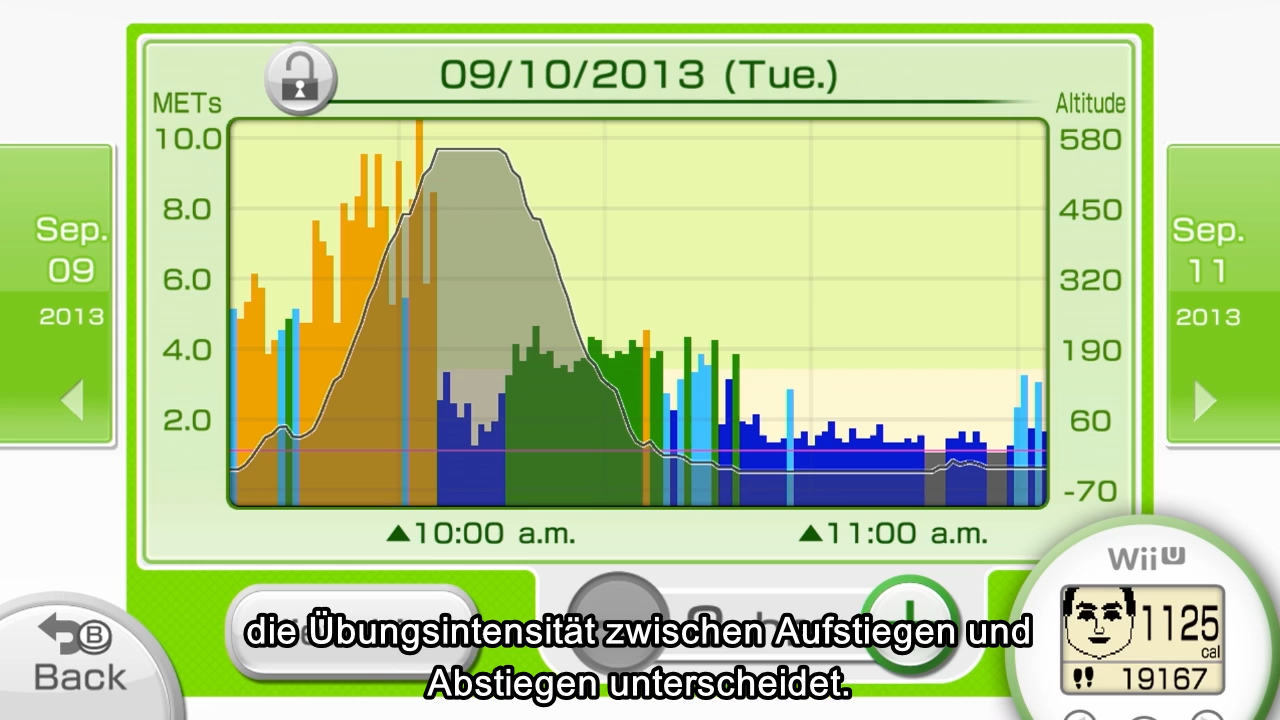 09/10/2013 (Tue.)
METs
Altitude
10.0
8.0
6.0
4.0
2.0
580
450
320
190
60
-70
Sep.
09
2013
Sep.
11
2013
▲10:00 a.m.
▲11:00 a.m.
Wii U
1125
cal
19167
B
Back
die Übungsintensität zwischen Aufstiegen und
Abstiegen unterscheidet.